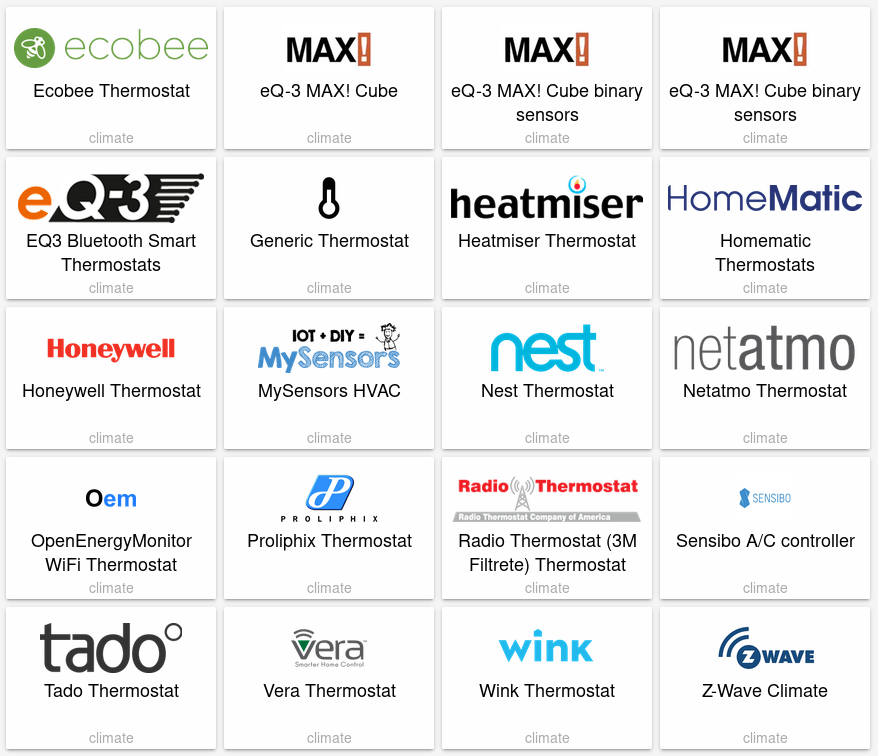 ecobee
Ecobee Thermostat
climate
MAX!
eQ-3 MAX! Cube
climate
MAX!
eQ-3 MAX! Cube binary
sensors
climate
MAX!
eQ-3 MAX! Cube binary
sensors
climate
eQ-3
EQ3 Bluetooth Smart
Thermostats
climate
Generic Thermostat
climate
heatmiser
Heatmiser Thermostat
climate
HomeMatic
Homematic
Thermostats
climate
Honeywell
Honeywell Thermostat
climate
IOT + DIY =
MySensors
MySensors HVAC
climate
nest™
Nest Thermostat
climate
netatmo
Netatmo Thermostat
climate
Oem
OpenEnergyMonitor
WiFi Thermostat
climate
PROLIPHIX
Proliphix Thermostat
climate
Radio Thermostat
Radio Thermostat Company of America
Radio Thermostat (3M
Filtrete) Thermostat
climate
SENSIBO
Sensibo A/C controller
climate
tado°
Tado Thermostat
climate
vera™
Smarter Home Control
Vera Thermostat
climate
wink
Wink Thermostat
climate
Z WAVE
Z-Wave Climate
climate